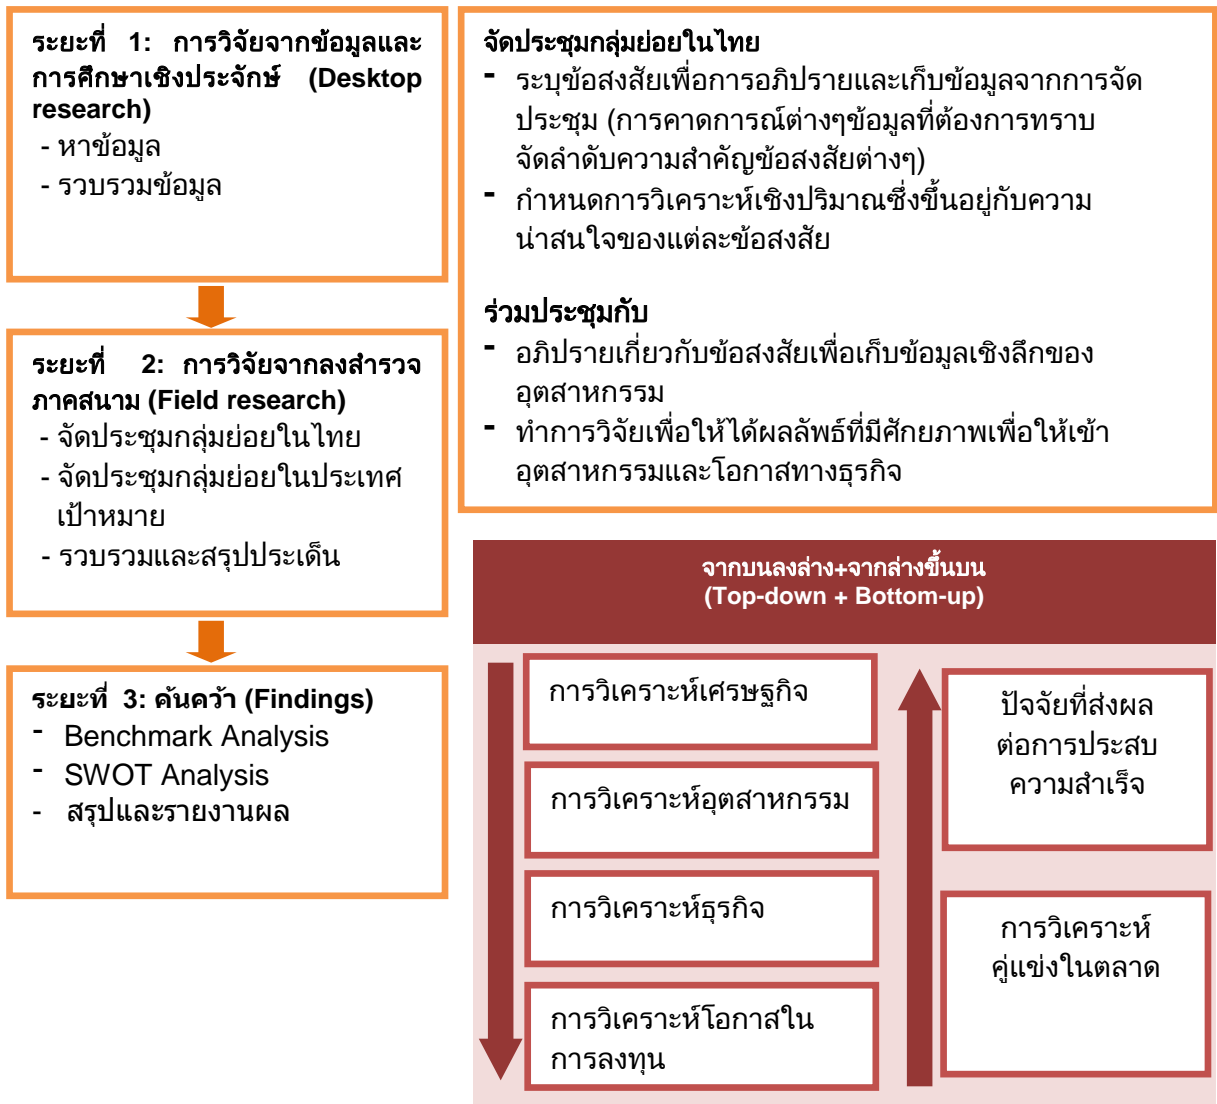 ระยะที่ 1: การวิจัยจากข้อมูลและ
การศึกษาเชิงประจักษ์ (Desktop
research)
- หาข้อมูล
- รวบรวมข้อมูล
ระยะที่ 2: การวิจัยจากลงสำรวจ
ภาคสนาม (Field research)
- จัดประชุมกลุ่มย่อยในไทย
- จัดประชุมกลุ่มย่อยในประเทศ
เป้าหมาย
- รวบรวมและสรุปประเด็น
ระยะที่ 3: ค้นคว้า (Findings)
- Benchmark Analysis
- SWOT Analysis
- สรุปและรายงานผล
จัดประชุมกลุ่มย่อยในไทย
- ระบุข้อสงสัยเพื่อการอภิปรายและเก็บข้อมูลจากการจัด
ประชุม (การคาดการณ์ต่างๆข้อมูลที่ต้องการทราบ
จัดลำดับความสำคัญข้อสงสัยต่างๆ)
- กำหนดการวิเคราะห์เชิงปริมาณซึ่งขึ้นอยู่กับความ
น่าสนใจของแต่ละข้อสงสัย
ร่วมประชุมกับ
- อภิปรายเกี่ยวกับข้อสงสัยเพื่อเก็บข้อมูลเชิงลึกของ
อุตสาหกรรม
- ทำการวิจัยเพื่อให้ได้ผลลัพธ์ที่มีศักยภาพเพื่อให้เข้า
อุตสาหกรรมและโอกาสทางธุรกิจ
จากบนลงล่าง+จากล่างขึ้นบน
(Top-down + Bottom-up)
การวิเคราะห์เศรษฐกิจ
การวิเคราะห์อุตสาหกรรม
การวิเคราะห์ธุรกิจ
การวิเคราะห์โอกาสใน
การลงทุน
ปัจจัยที่ส่งผล
ต่อการประสบ
ความสำเร็จ
การวิเคราะห์
คู่แข่งในตลาด